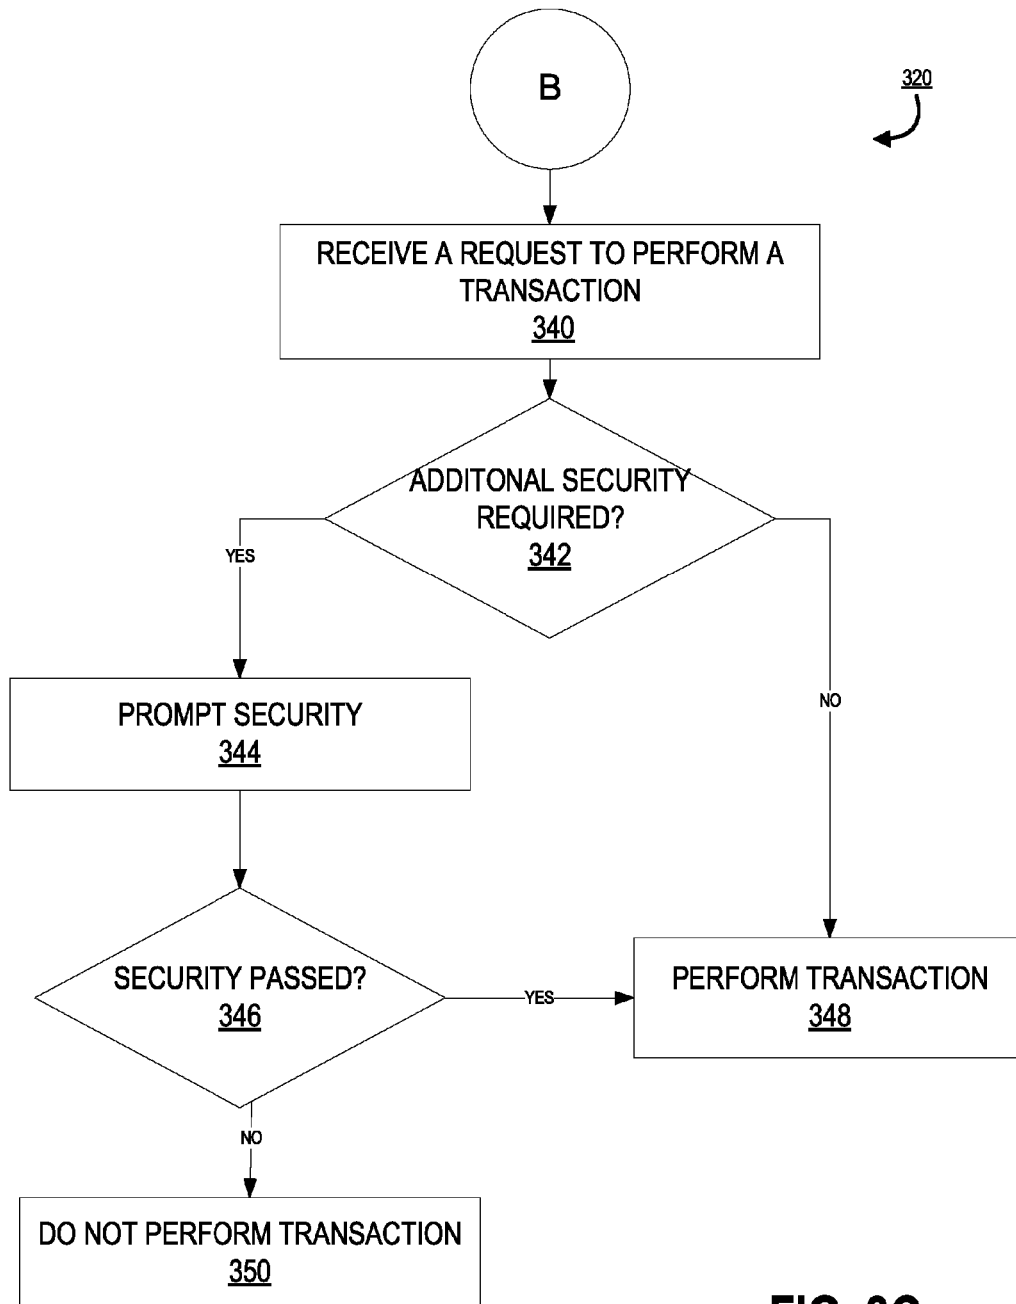 B
320
RECEIVE A REQUEST TO PERFORM A
TRANSACTION
340
ADDITONAL SECURITY
REQUIRED?
342
YES
NO
PROMPT SECURITY
344
SECURITY PASSED?
346
YES
PERFORM TRANSACTION
348
NO
DO NOT PERFORM TRANSACTION
350